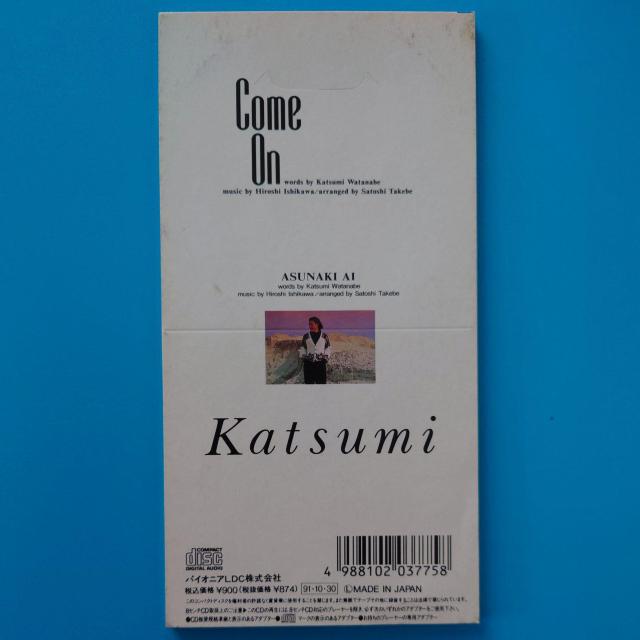 Come
On
words by Katsumi Watanabe
music by Hiroshi Ishikawa/arranged by Satoshi Takebe
ASUNAKI AI
words by Katsumi Watanabe
music by Hiroshi Ishikawa/arranged by Satoshi Takebe
Katsumi
COMPACT
disc
DIGITAL AUDIO
4 988102 037758
パイオニアLDC株式会社
税込価格¥900(税抜価格¥874) 91·10·30 ⓁMADE IN JAPAN